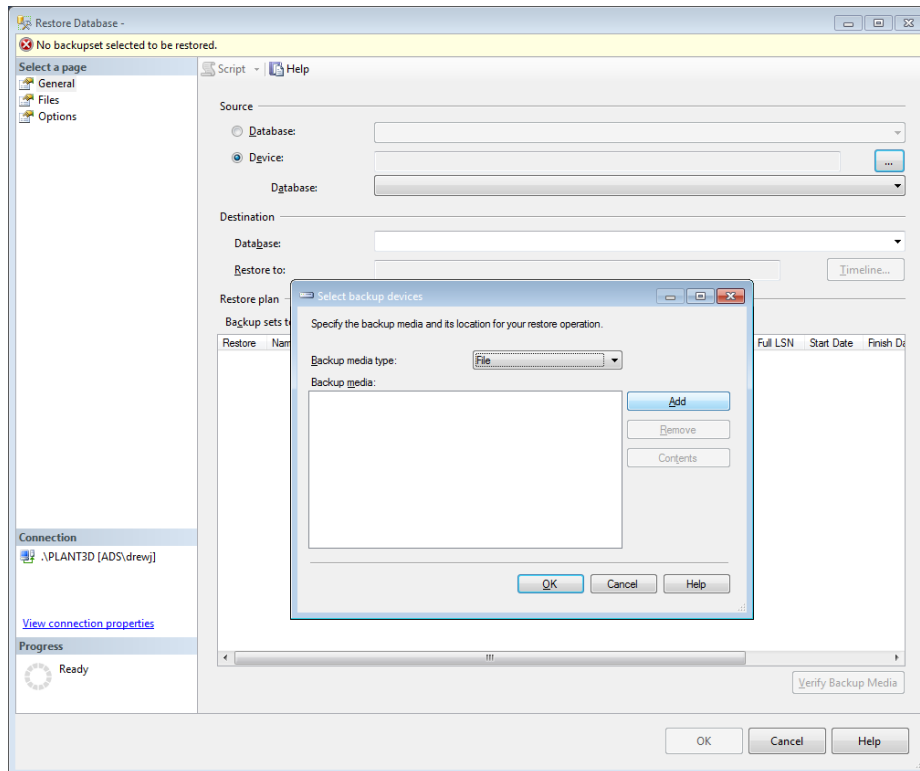 Restore Database -
No backupset selected to be restored.
Select a page
General
Files
Options
Script
Help
Source
Database:
Device:
...
Database:
Destination
Database:
Restore to:
Timeline...
Restore plan
Backup sets t
Restore Nam Full LSN Start Date Finish Da
Select backup devices
Specify the backup media and its location for your restore operation.
Backup media type:
File
Backup media:
Add
Remove
Contents
OK
Cancel
Help
Connection
.\PLANT3D [ADS\drewj]
View connection properties
Progress
Ready
Verify Backup Media
OK
Cancel
Help